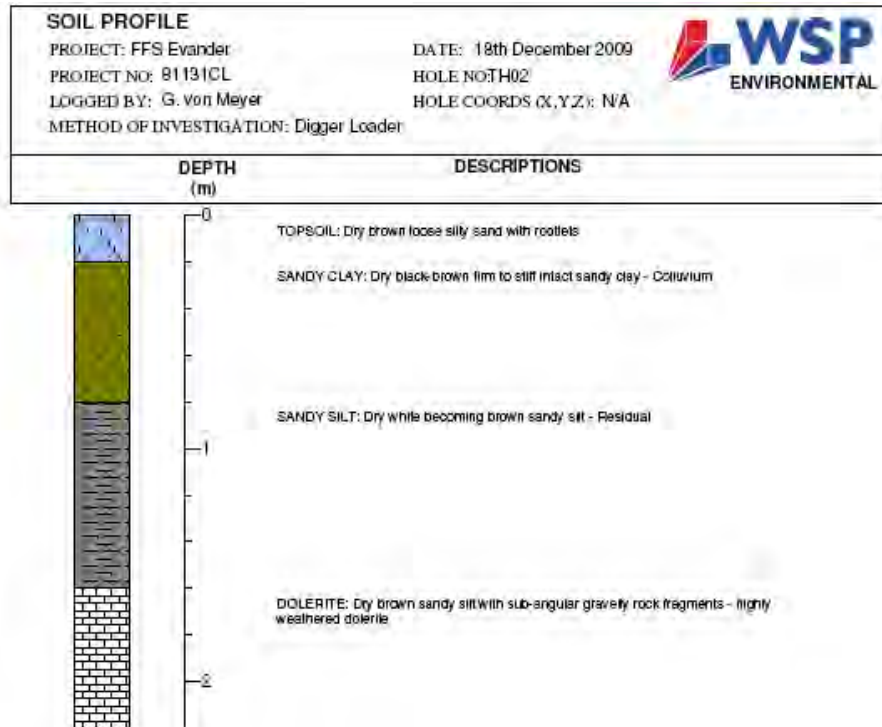 SOIL PROFILE
PROJECT: FFS Evander
DATE: 18th December 2009
PROJECT NO: 81131CL
HOLE NO:TH02
LOGGED BY: G. von Meyer
HOLE COORDS (X,Y,Z): N/A
METHOD OF INVESTIGATION: Digger Loader
WSP
ENVIRONMENTAL
DEPTH
(m)
DESCRIPTIONS
0
TOPSOIL: Dry brown loose silty sand with rootlets
SANDY CLAY: Dry black-brown firm to stiff intact sandy clay - Colluvium
SANDY SILT: Dry white becoming brown sandy silt - Residual
1
DOLERITE: Dry brown sandy silt with sub-angular gravelly rock fragments - highly
weathered dolerite
2